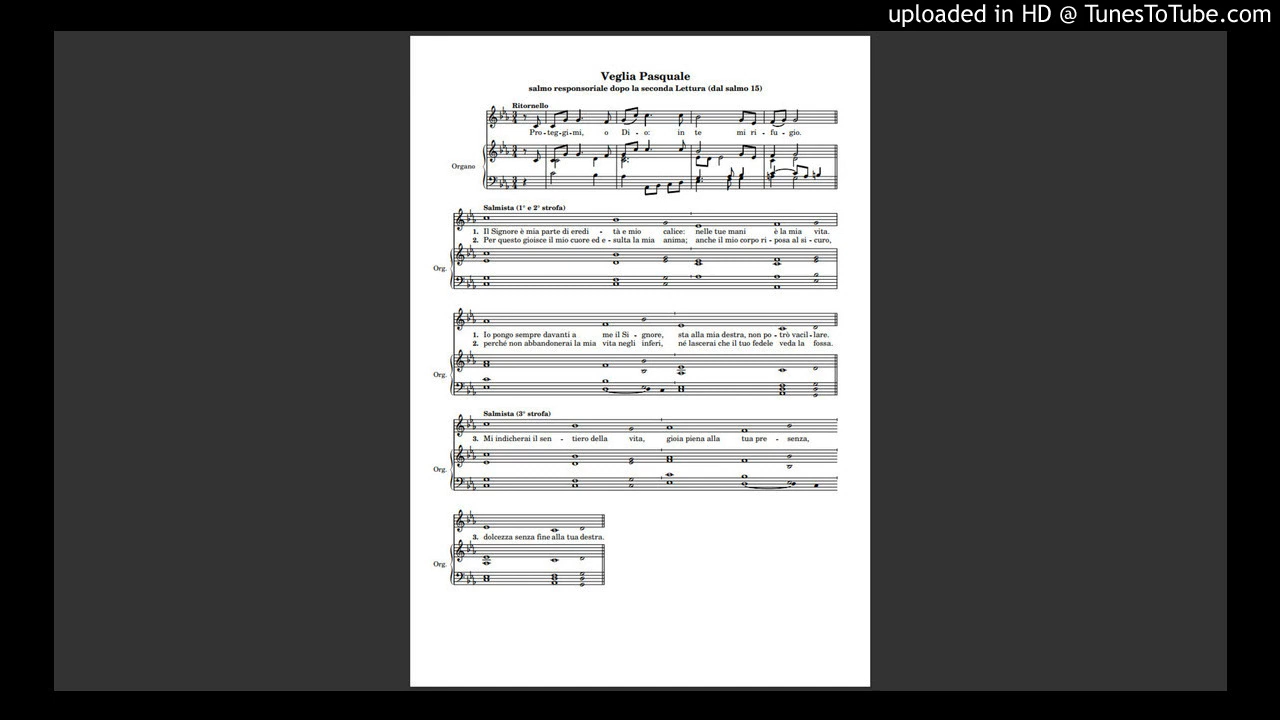 uploaded in HD @ TunesToTube.com
Veglia Pasquale
salmo responsoriale dopo la seconda Lettura (dal salmo 15)
Ritornello
Pro - teg - gi - mi, o Di - o: in te mi ri - fu - gio.
Organo
Salmista (1° e 2° strofa)
1. Il Signore è mia parte di eredi - tà e mio calice: nelle tue mani è la mia vita.
2. Per questo gioisce il mio cuore ed e - sulta la mia anima; anche il mio corpo ri - posa al si - curo,
Org.
1. Io pongo sempre davanti a me il Si - gnore, sta alla mia destra, non po - trò vacil - lare.
2. perché non abbandonerai la mia vita negli inferi, né lascerai che il tuo fedele veda la fossa.
Org.
Salmista (3° strofa)
3. Mi indicherai il sen - tiero della vita, gioia piena alla tua pre - senza,
Org.
3. dolcezza senza fine alla tua destra.
Org.